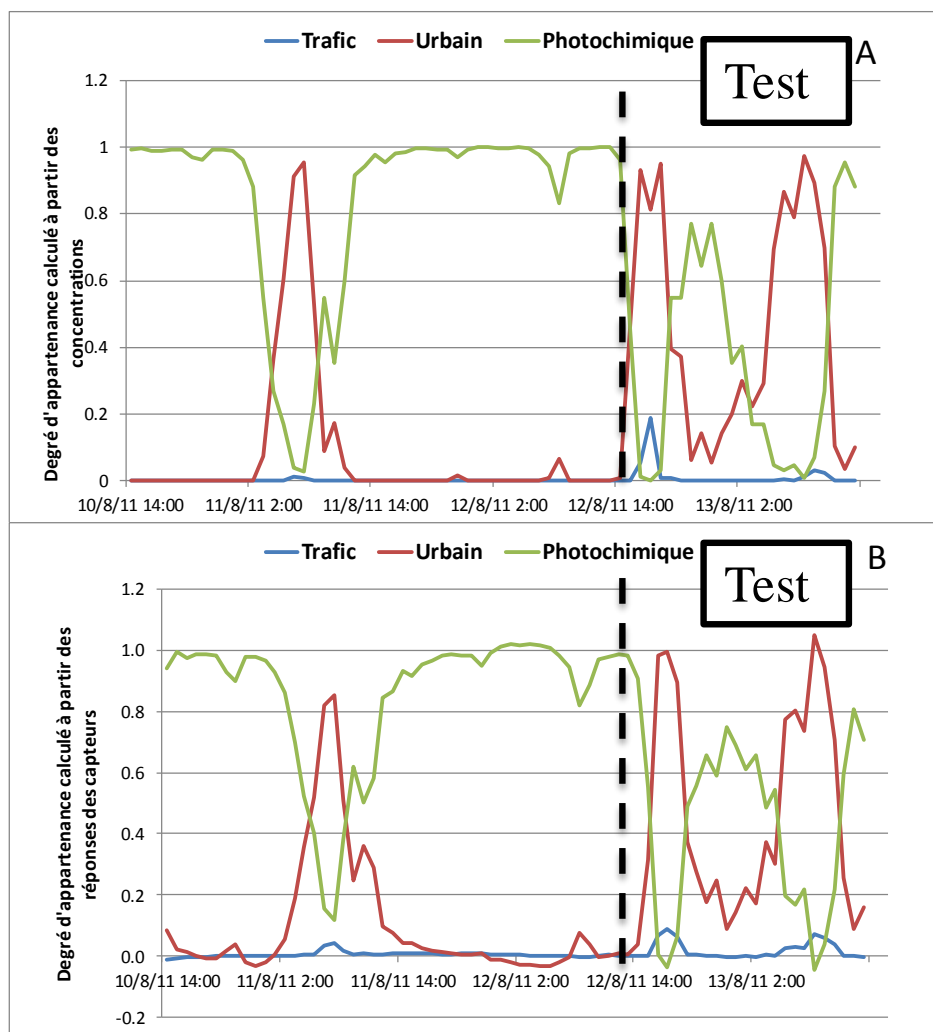 Trafic Urbain Photochimique
Test
A
Degré d'appartenance calculé à partir des
concentrations
1.2
1
0.8
0.6
0.4
0.2
0
10/8/11 14:00 11/8/11 2:00 11/8/11 14:00 12/8/11 2:00 12/8/11 14:00 13/8/11 2:00
Trafic Urbain Photochimique
Test
B
Degré d'appartenance calculé à partir des
réponses des capteurs
1.2
1.0
0.8
0.6
0.4
0.2
0.0
-0.2
10/8/11 14:00 11/8/11 2:00 11/8/11 14:00 12/8/11 2:00 12/8/11 14:00 13/8/11 2:00